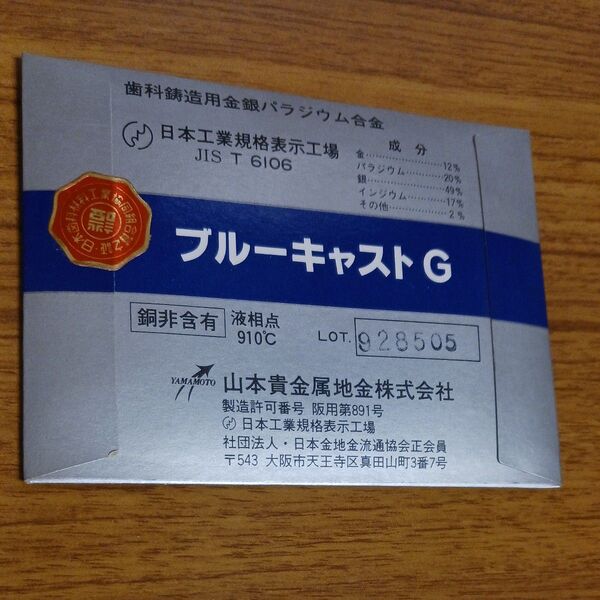 歯科鋳造用金銀パラジウム合金
日本工業規格表示工場
JIS T 6106
成分
金……………12%
パラジウム………20%
銀……………49%
インジウム………17%
その他…………2%
ブルーキャストG
銅非含有
液相点
910℃
LOT. 928505
YAMAMOTO
山本貴金属地金株式会社
製造許可番号 阪用第891号
日本工業規格表示工場
社団法人・日本金地金流通協会正会員
〒543 大阪市天王寺区真田山町3番7号